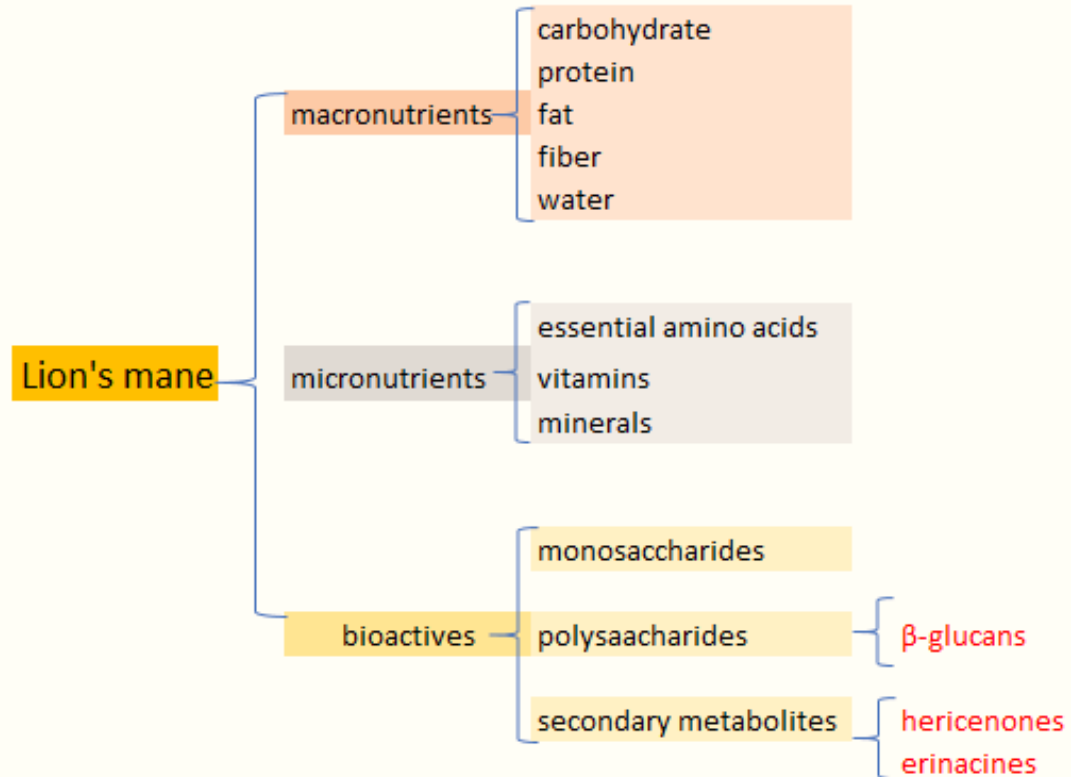 Lion's mane
macronutrients
carbohydrate
protein
fat
fiber
water
micronutrients
essential amino acids
vitamins
minerals
bioactives
monosaccharides
polysaacharides
β-glucans
secondary metabolites
hericenones
erinacines